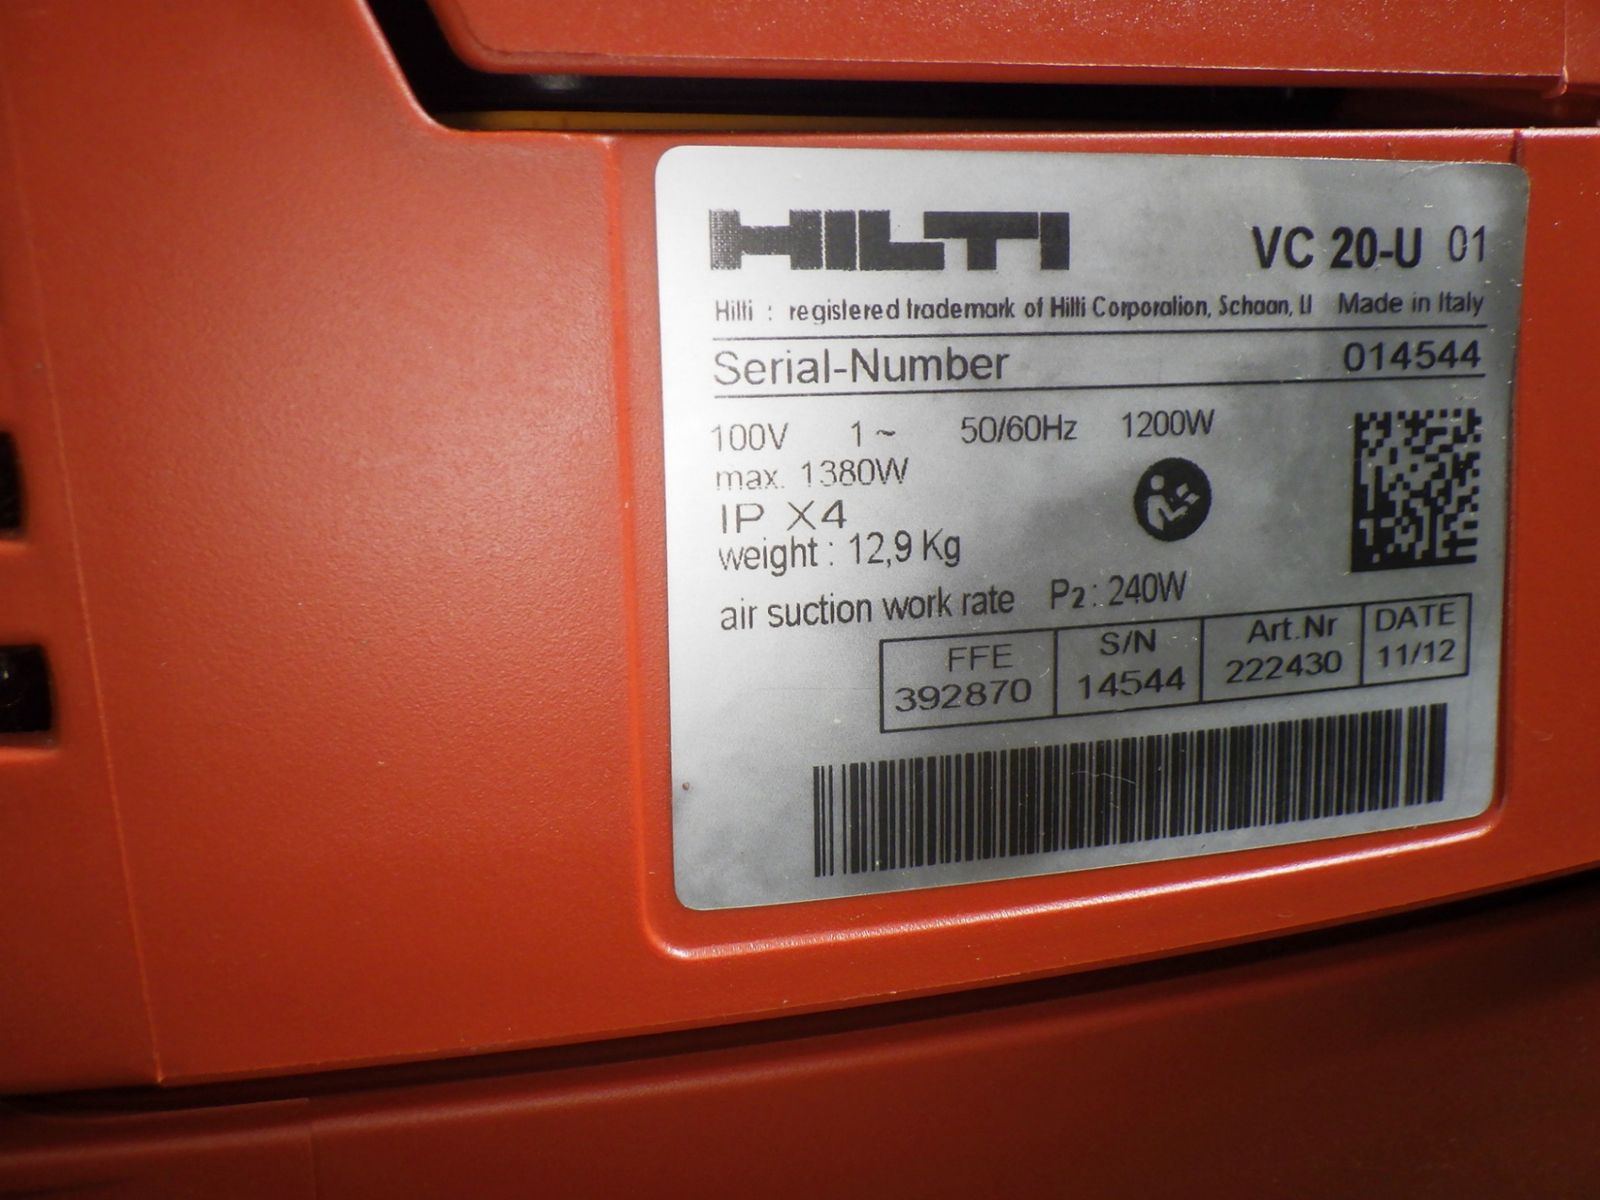 HILTI VC 20-U 01
Hilti : registered trademark of Hilti Corporation, Schaan, LI Made in Italy
Serial-Number 014544
100V 1~ 50/60Hz 1200W
max. 1380W
IP X4
weight : 12,9 Kg
air suction work rate P2 : 240W
FFE S/N Art.Nr DATE
392870 14544 222430 11/12